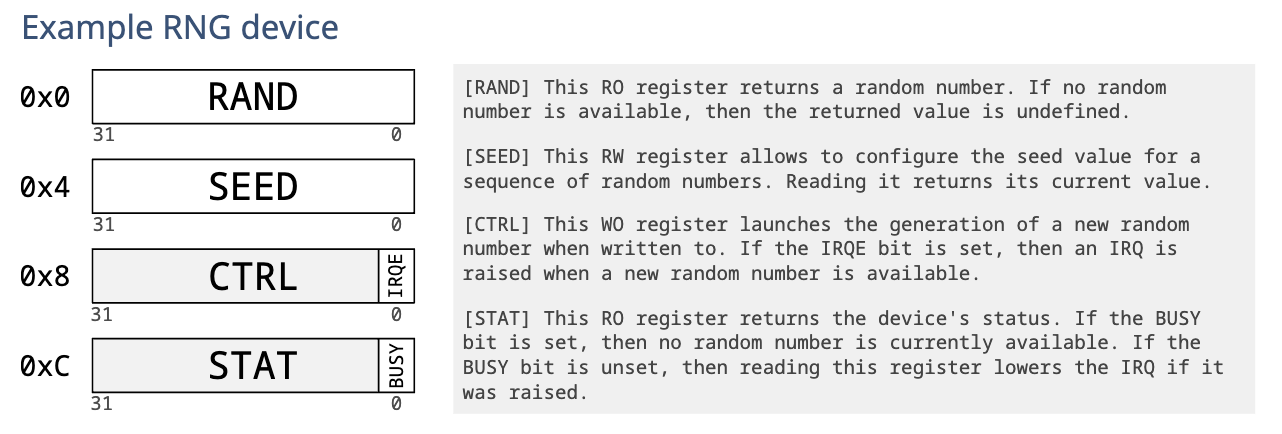 Example RNG device
0x0 RAND
31 0
0x4 SEED
31 0
0x8 CTRL IRQE
31 0
0xC STAT BUSY
31 0
[RAND] This RO register returns a random number. If no random
number is available, then the returned value is undefined.
[SEED] This RW register allows to configure the seed value for a
sequence of random numbers. Reading it returns its current value.
[CTRL] This WO register launches the generation of a new random
number when written to. If the IRQE bit is set, then an IRQ is
raised when a new random number is available.
[STAT] This RO register returns the device's status. If the BUSY
bit is set, then no random number is currently available. If the
BUSY bit is unset, then reading this register lowers the IRQ if it
was raised.